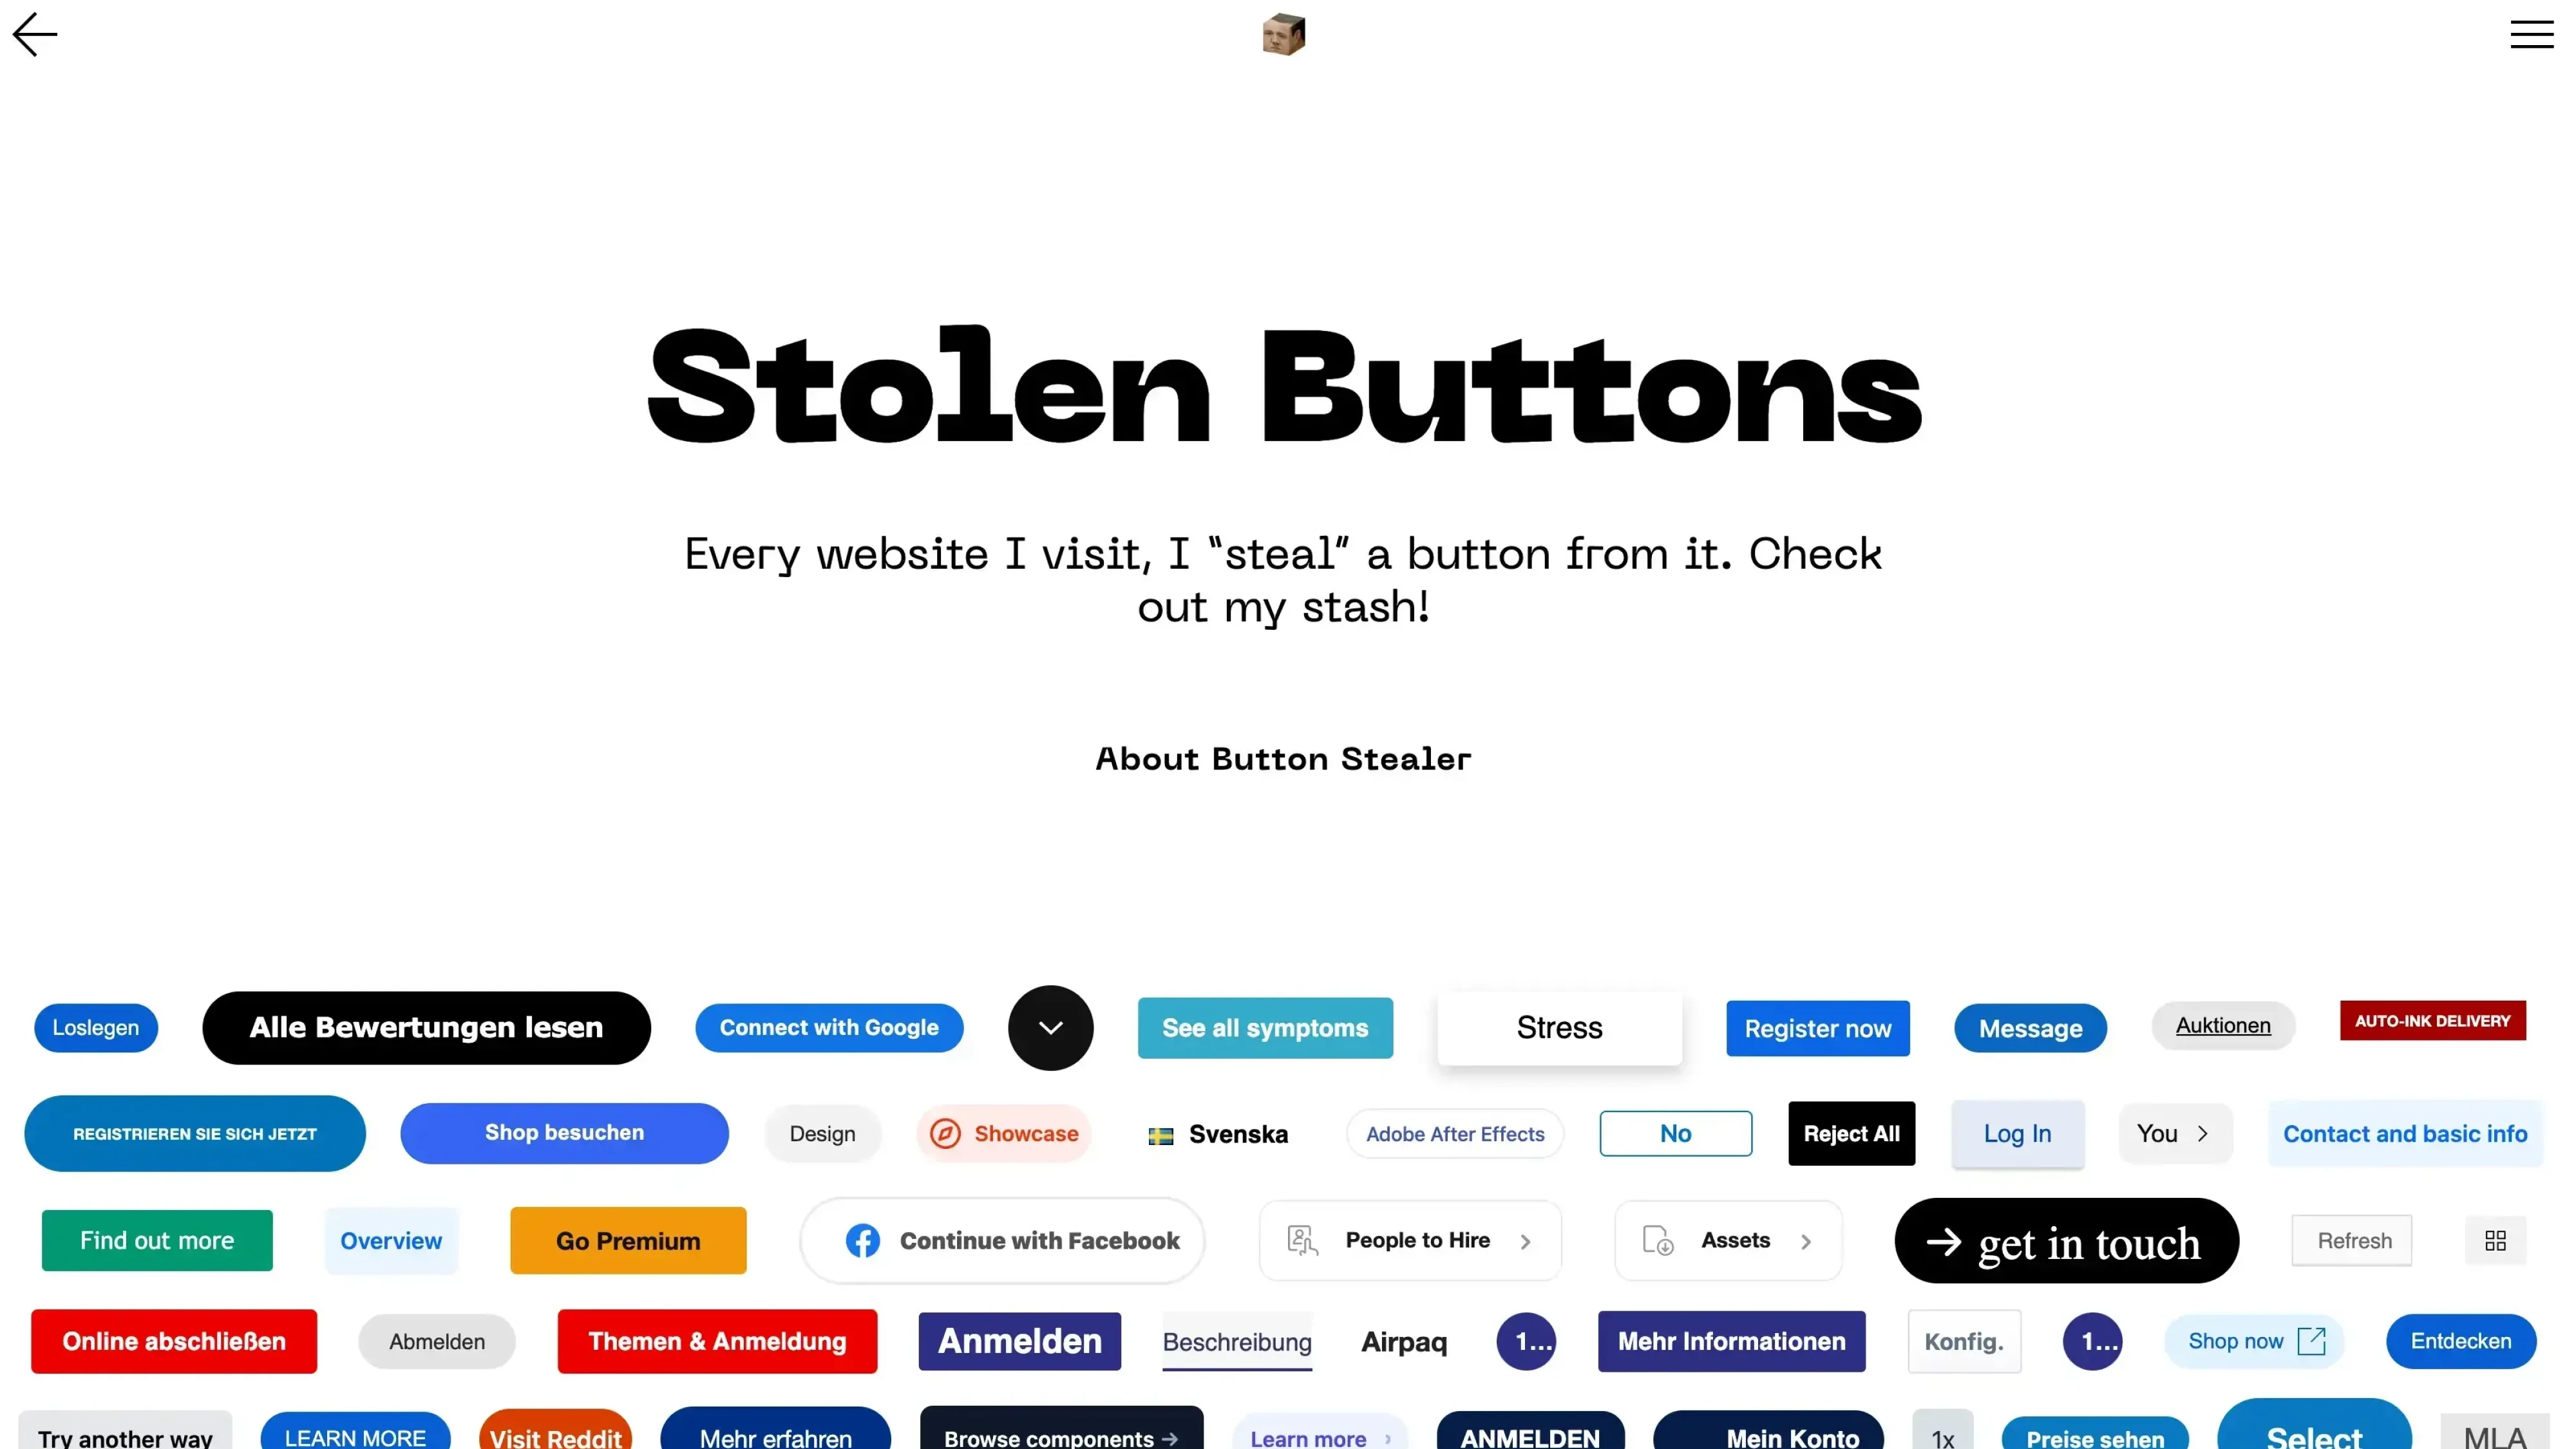 Stolen Buttons
Every website I visit, I “steal” a button from it. Check
out my stash!
About Button Stealer
Loslegen
Alle Bewertungen lesen
Connect with Google
See all symptoms
Stress
Register now
Message
Auktionen
AUTO-INK DELIVERY
REGISTRIEREN SIE SICH JETZT
Shop besuchen
Design
Showcase
Svenska
Adobe After Effects
No
Reject All
Log In
You
Contact and basic info
Find out more
Overview
Go Premium
Continue with Facebook
People to Hire
Assets
→ get in touch
Refresh
Online abschließen
Abmelden
Themen & Anmeldung
Anmelden
Beschreibung
Airpaq
1...
Mehr Informationen
Konfig.
1...
Shop now
Entdecken
Try another way
LEARN MORE
Visit Reddit
Mehr erfahren
Browse components →
Learn more
ANMELDEN
Mein Konto
1x
Preise sehen
Select
MLA